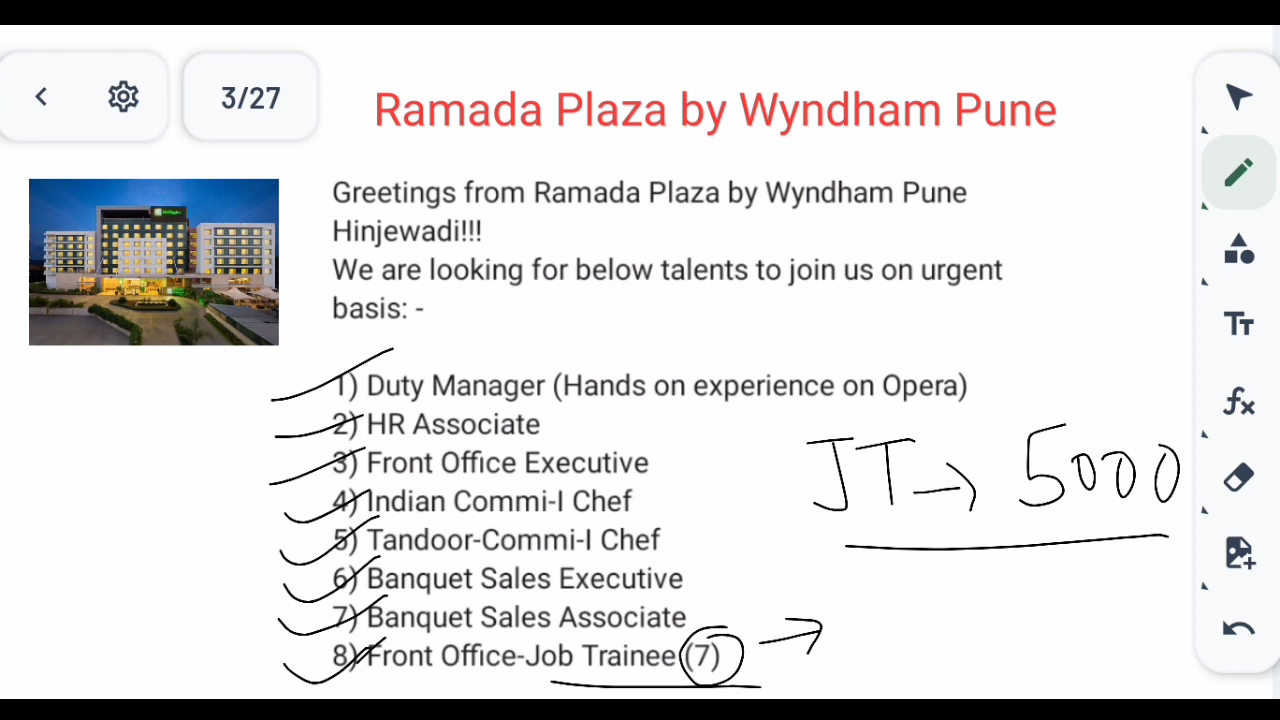 3/27
Ramada Plaza by Wyndham Pune
Greetings from Ramada Plaza by Wyndham Pune
Hinjewadi!!!
We are looking for below talents to join us on urgent
basis: -
1) Duty Manager (Hands on experience on Opera)
2) HR Associate
3) Front Office Executive
4) Indian Commi-I Chef
5) Tandoor-Commi-I Chef
6) Banquet Sales Executive
7) Banquet Sales Associate
8) Front Office-Job Trainee (7)
JT → 5000
Tт
fx